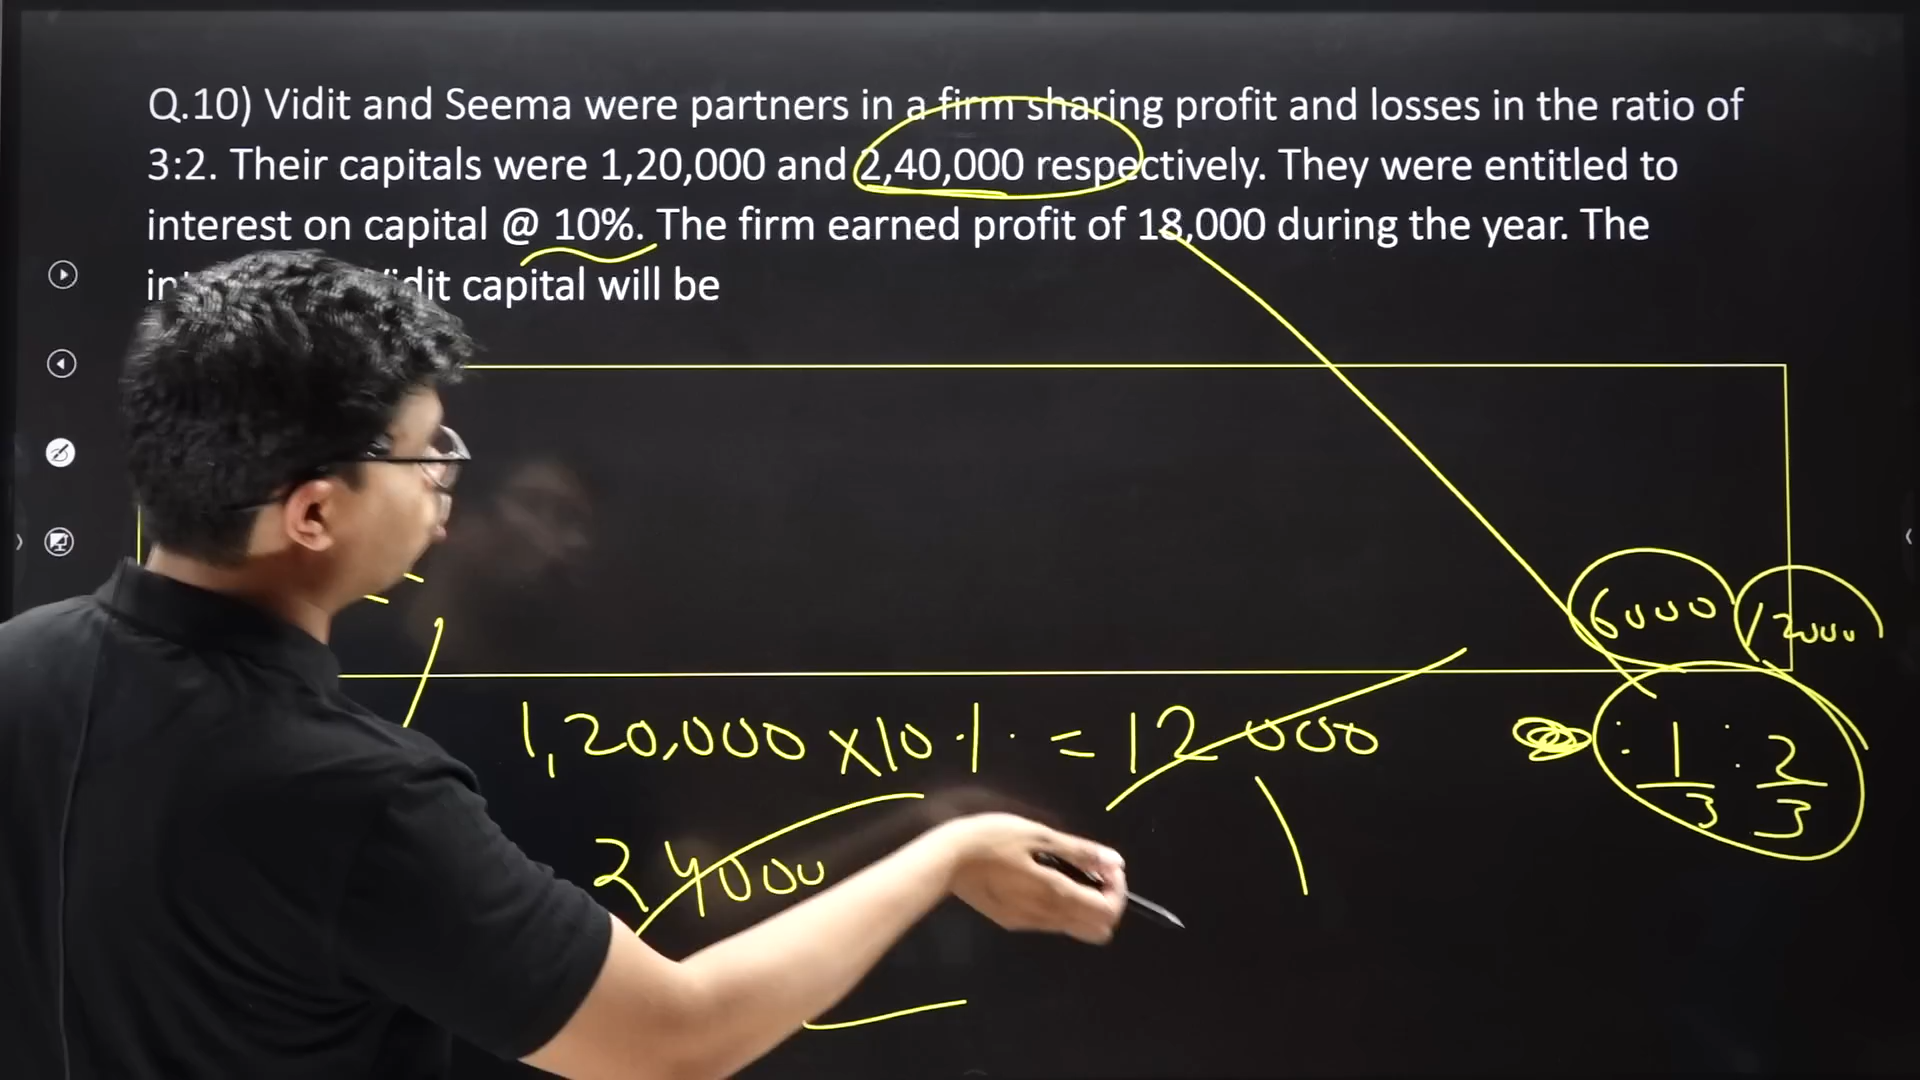 Q.10) Vidit and Seema were partners in a firm sharing profit and losses in the ratio of
3:2. Their capitals were 1,20,000 and 2,40,000 respectively. They were entitled to
interest on capital @ 10%. The firm earned profit of 18,000 during the year. The
dit capital will be
6000 12000
1,20,000 x 10% = 12000
: 1/3 : 2/3
24000